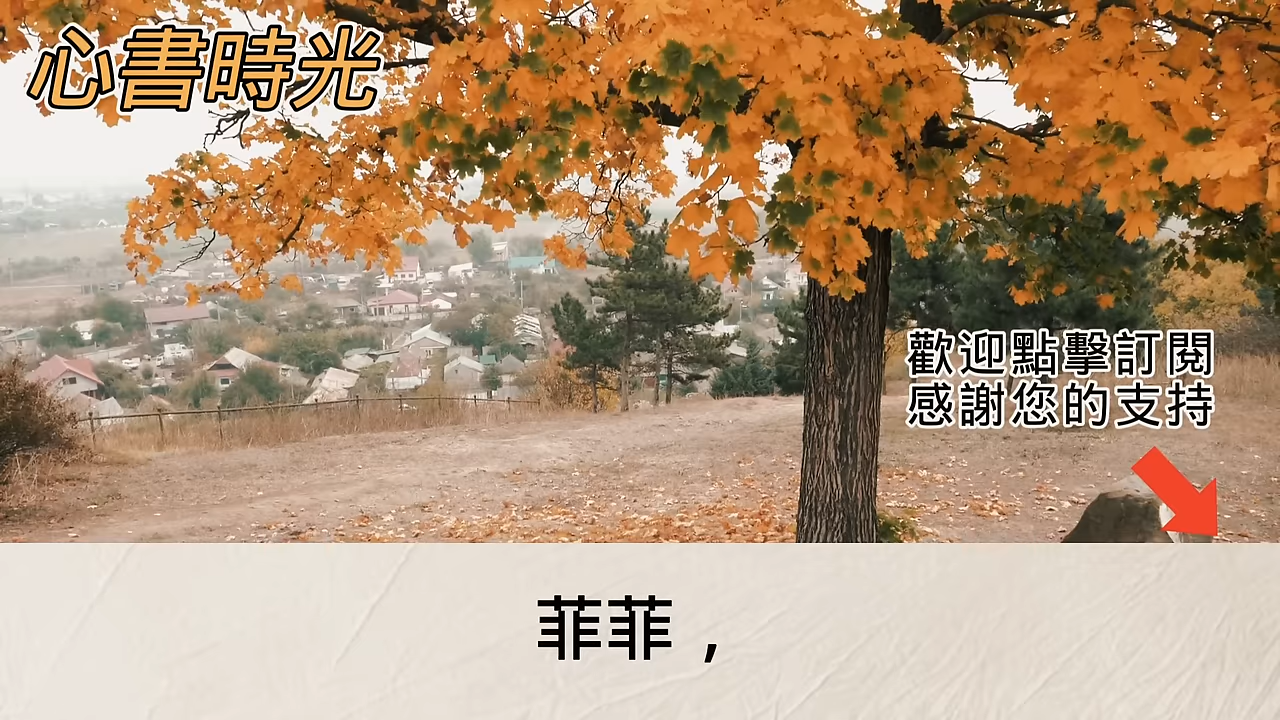 心書時光
歡迎點擊訂閱
感謝您的支持
菲菲，